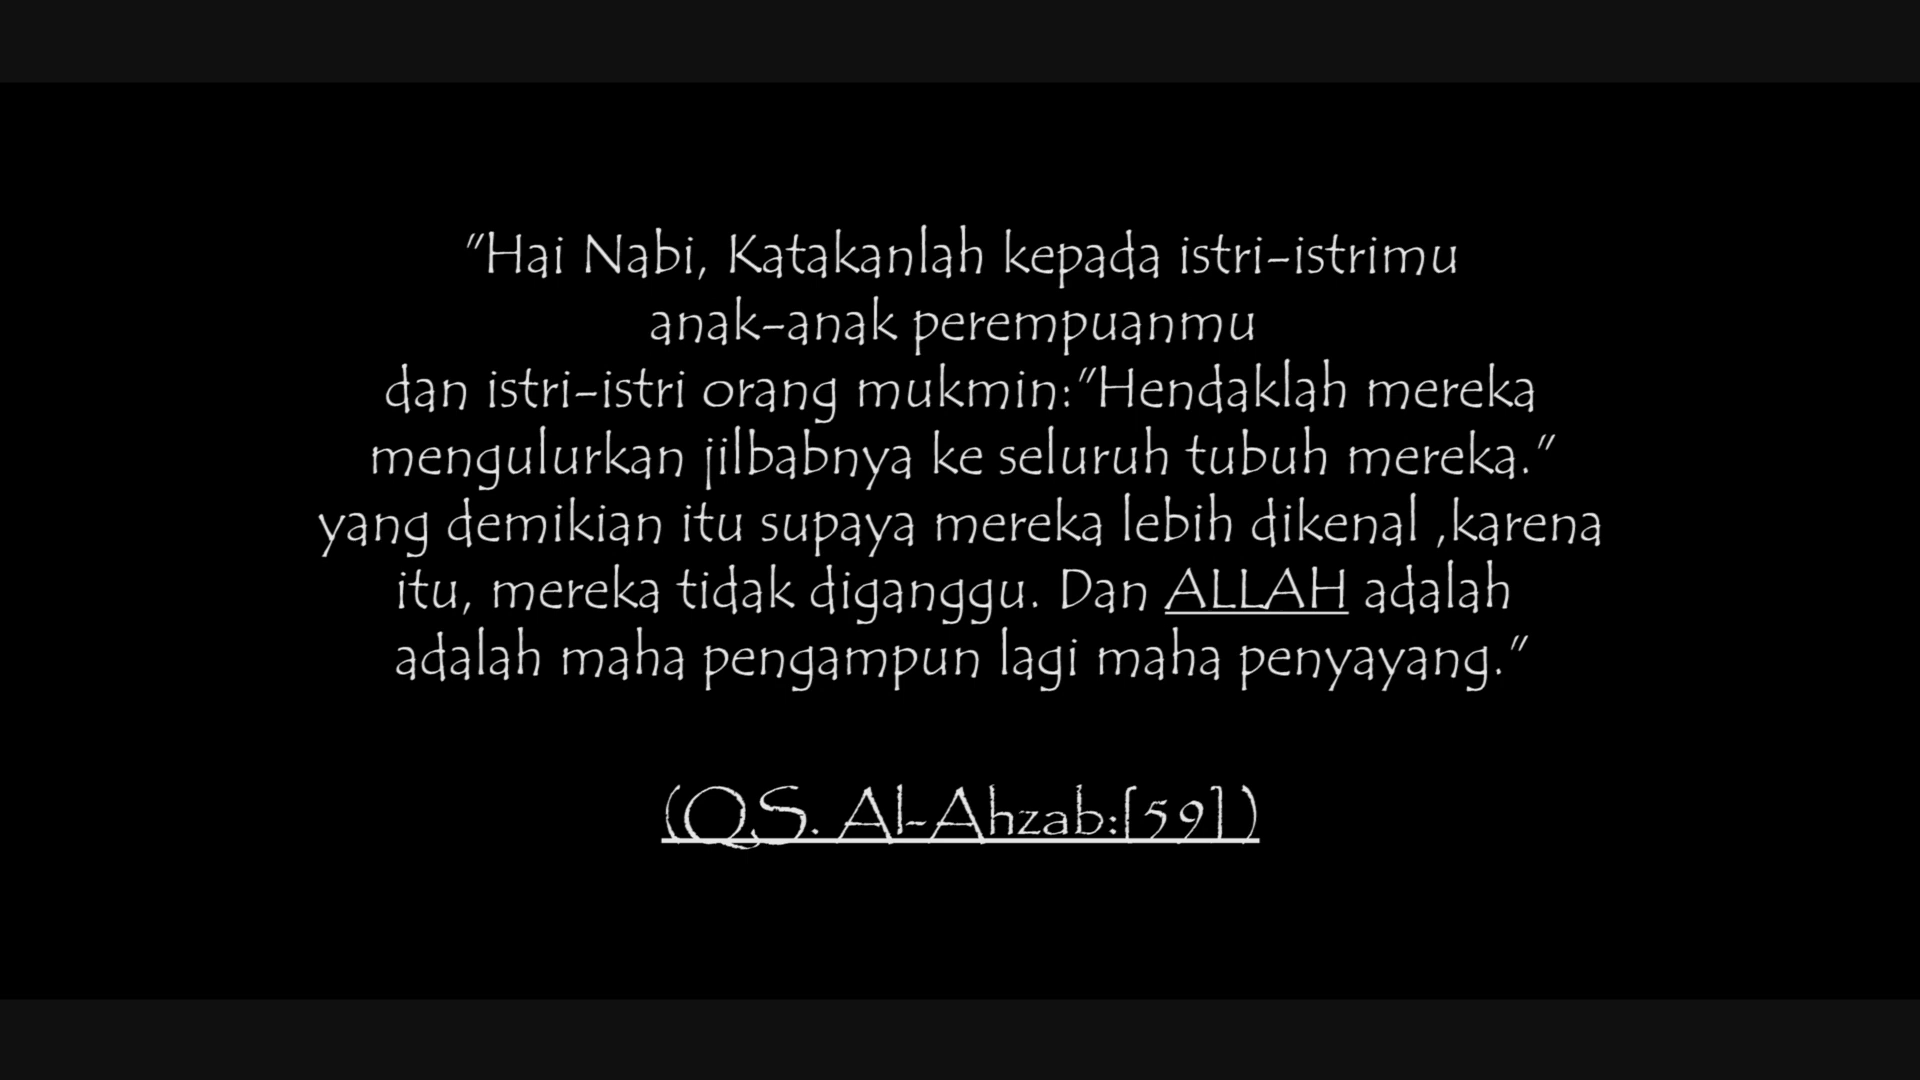 "Hai Nabi, Katakanlah kepada istri-istrimu
anak-anak perempuanmu
dan istri-istri orang mukmin:"Hendaklah mereka
mengulurkan jilbabnya ke seluruh tubuh mereka."
yang demikian itu supaya mereka lebih dikenal ,karena
itu, mereka tidak diganggu. Dan ALLAH adalah
adalah maha pengampun lagi maha penyayang."
(QS. Al-Ahzab:[59] )